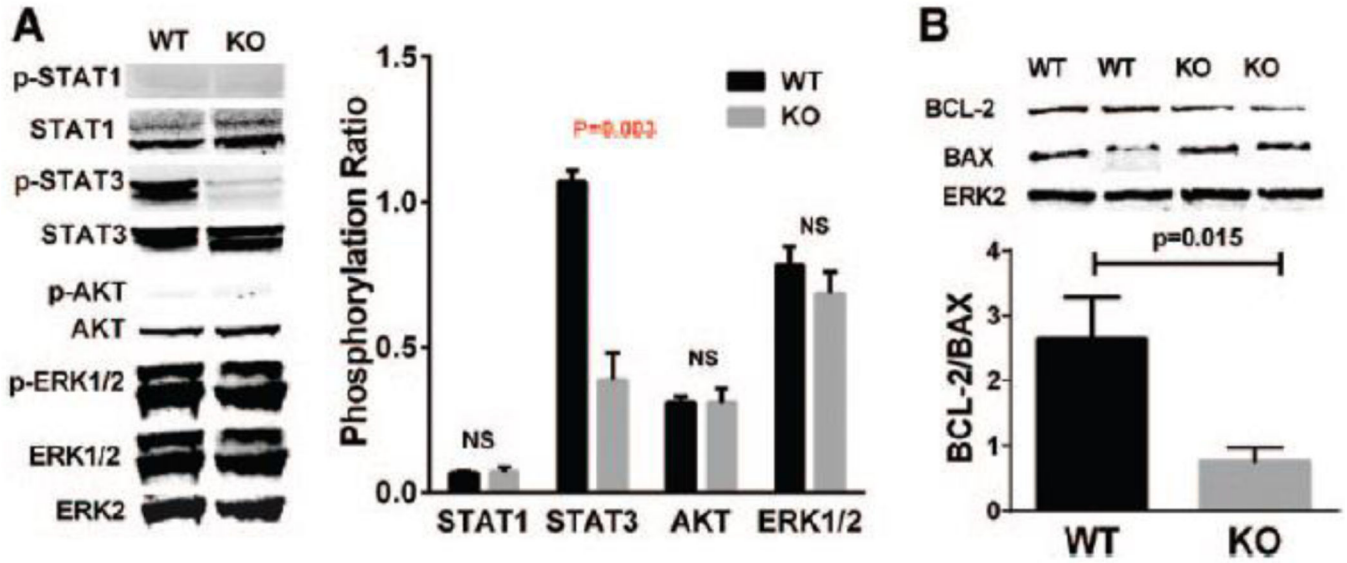 A
WT KO
p-STAT1
STAT1
p-STAT3
STAT3
p-AKT
AKT
p-ERK1/2
ERK1/2
ERK2
Phosphorylation Ratio
1.5
1.0
0.5
0.0
WT
KO
P=0.003
NS
NS
NS
STAT1 STAT3 AKT ERK1/2
B
WT WT KO KO
BCL-2
BAX
ERK2
p=0.015
BCL-2/BAX
4
3
2
1
0
WT KO